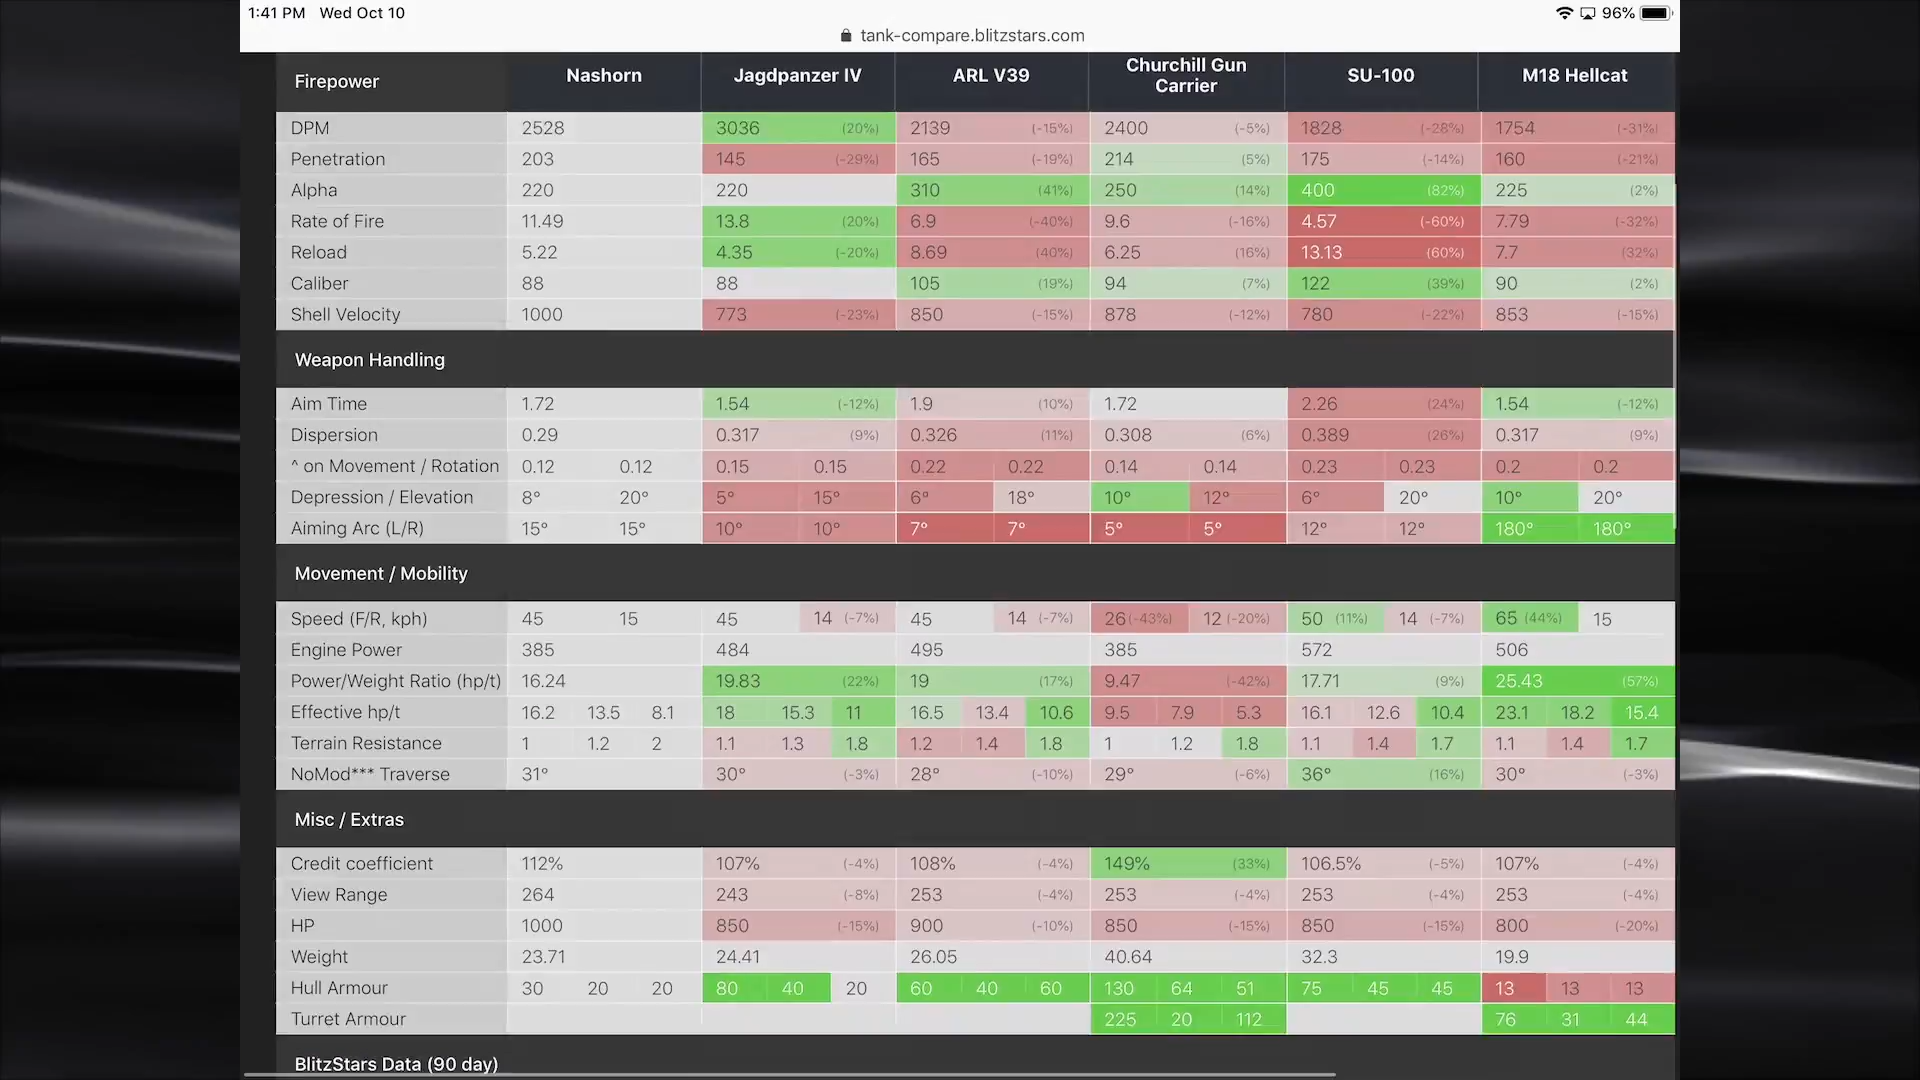 1:41 PM Wed Oct 10 96%
tank-compare.blitzstars.com
Firepower Nashorn Jagdpanzer IV ARL V39 Churchill Gun Carrier SU-100 M18 Hellcat
DPM 2528 3036 (20%) 2139 (-15%) 2400 (-5%) 1828 (-28%) 1754 (-31%)
Penetration 203 145 (-29%) 165 (-19%) 214 (5%) 175 (-14%) 160 (-21%)
Alpha 220 220 310 (41%) 250 (14%) 400 (82%) 225 (2%)
Rate of Fire 11.49 13.8 (20%) 6.9 (-40%) 9.6 (-16%) 4.57 (-60%) 7.79 (-32%)
Reload 5.22 4.35 (-20%) 8.69 (40%) 6.25 (16%) 13.13 (60%) 7.7 (32%)
Caliber 88 88 105 (19%) 94 (7%) 122 (39%) 90 (2%)
Shell Velocity 1000 773 (-23%) 850 (-15%) 878 (-12%) 780 (-22%) 853 (-15%)
Weapon Handling
Aim Time 1.72 1.54 (-12%) 1.9 (10%) 1.72 2.26 (24%) 1.54 (-12%)
Dispersion 0.29 0.317 (9%) 0.326 (11%) 0.308 (6%) 0.389 (26%) 0.317 (9%)
^ on Movement / Rotation 0.12 0.12 0.15 0.15 0.22 0.22 0.14 0.14 0.23 0.23 0.2 0.2
Depression / Elevation 8° 20° 5° 15° 6° 18° 10° 12° 6° 20° 10° 20°
Aiming Arc (L/R) 15° 15° 10° 10° 7° 7° 5° 5° 12° 12° 180° 180°
Movement / Mobility
Speed (F/R, kph) 45 15 45 14 (-7%) 45 14 (-7%) 26 (-43%) 12 (-20%) 50 (11%) 14 (-7%) 65 (44%) 15
Engine Power 385 484 495 385 572 506
Power/Weight Ratio (hp/t) 16.24 19.83 (22%) 19 (17%) 9.47 (-42%) 17.71 (9%) 25.43 (57%)
Effective hp/t 16.2 13.5 8.1 18 15.3 11 16.5 13.4 10.6 9.5 7.9 5.3 16.1 12.6 10.4 23.1 18.2 15.4
Terrain Resistance 1 1.2 2 1.1 1.3 1.8 1.2 1.4 1.8 1 1.2 1.8 1.1 1.4 1.7 1.1 1.4 1.7
NoMod*** Traverse 31° 30° (-3%) 28° (-10%) 29° (-6%) 36° (16%) 30° (-3%)
Misc / Extras
Credit coefficient 112% 107% (-4%) 108% (-4%) 149% (33%) 106.5% (-5%) 107% (-4%)
View Range 264 243 (-8%) 253 (-4%) 253 (-4%) 253 (-4%) 253 (-4%)
HP 1000 850 (-15%) 900 (-10%) 850 (-15%) 850 (-15%) 800 (-20%)
Weight 23.71 24.41 26.05 40.64 32.3 19.9
Hull Armour 30 20 20 80 40 20 60 40 60 130 64 51 75 45 45 13 13 13
Turret Armour 225 20 112 76 31 44
BlitzStars Data (90 day)